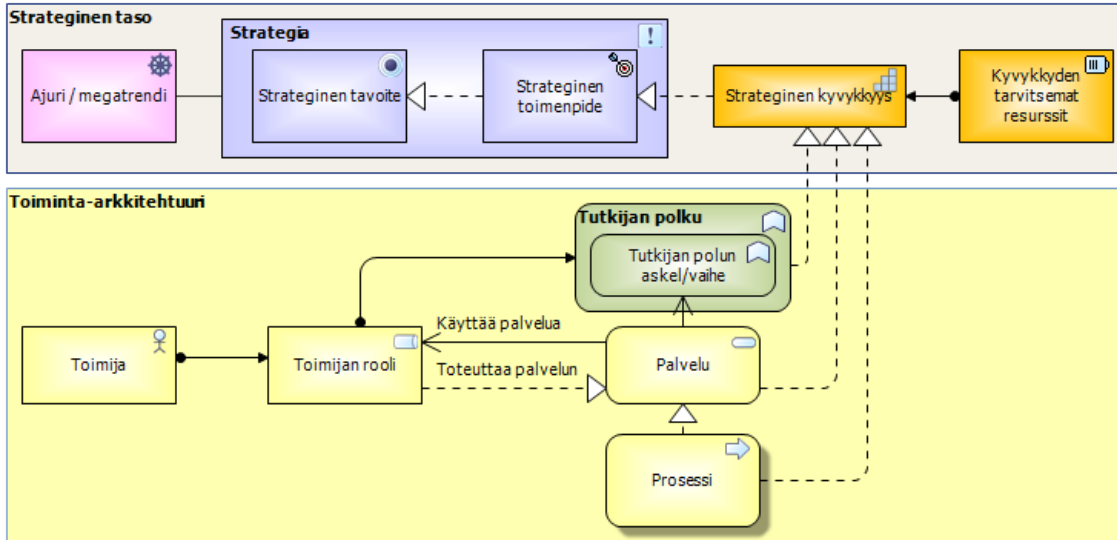 Strateginen taso
Strategia
Ajuri / megatrendi
Strateginen tavoite
Strateginen
toimenpide
Strateginen kyvykkyys
Kyvykkyden
tarvitsemat
resurssit
Toiminta-arkkitehtuuri
Tutkijan polku
Tutkijan polun
askel/vaihe
Käyttää palvelua
Toimija
Toimijan rooli
Toteuttaa palvelun
Palvelu
Prosessi